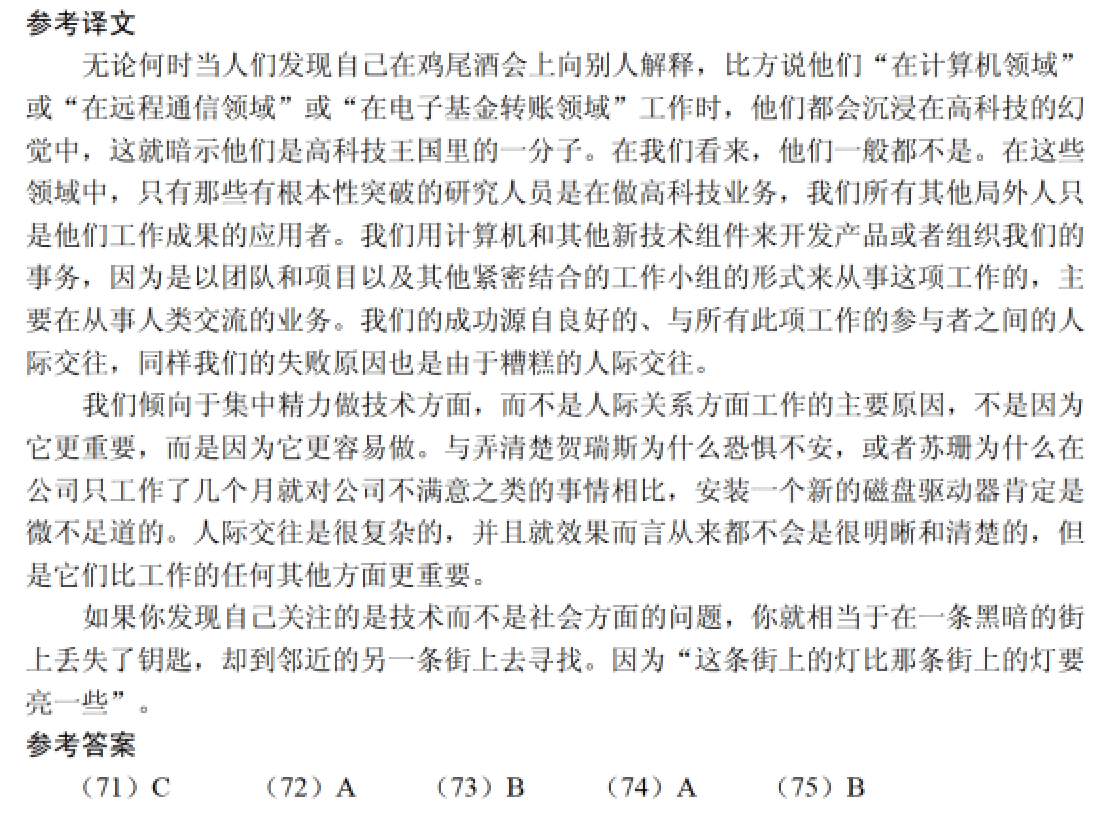 参考译文
无论何时当人们发现自己在鸡尾酒会上向别人解释，比方说他们“在计算机领域”
或“在远程通信领域”或“在电子基金转账领域”工作时，他们都会沉浸在高科技的幻
觉中，这就暗示他们是高科技王国里的一分子。在我们看来，他们一般都不是。在这些
领域中，只有那些有根本性突破的研究人员是在做高科技业务，我们所有其他局外人只
是他们工作成果的应用者。我们用计算机和其他新技术组件来开发产品或者组织我们的
事务，因为是以团队和项目以及其他紧密结合的工作小组的形式来从事这项工作的，主
要在从事人类交流的业务。我们的成功源自良好的、与所有此项工作的参与者之间的人
际交往，同样我们的失败原因也是由于糟糕的人际交往。
我们倾向于集中精力做技术方面，而不是人际关系方面工作的主要原因，不是因为
它更重要，而是因为它更容易做。与弄清楚贺瑞斯为什么恐惧不安，或者苏珊为什么在
公司只工作了几个月就对公司不满意之类的事情相比，安装一个新的磁盘驱动器肯定是
微不足道的。人际交往是很复杂的，并且就效果而言从来都不会是很明晰和清楚的，但
是它们比工作的任何其他方面更重要。
如果你发现自己关注的是技术而不是社会方面的问题，你就相当于在一条黑暗的街
上丢失了钥匙，却到邻近的另一条街上去寻找。因为“这条街上的灯比那条街上的灯要
亮一些”。
参考答案
（71）C （72）A （73）B （74）A （75）B